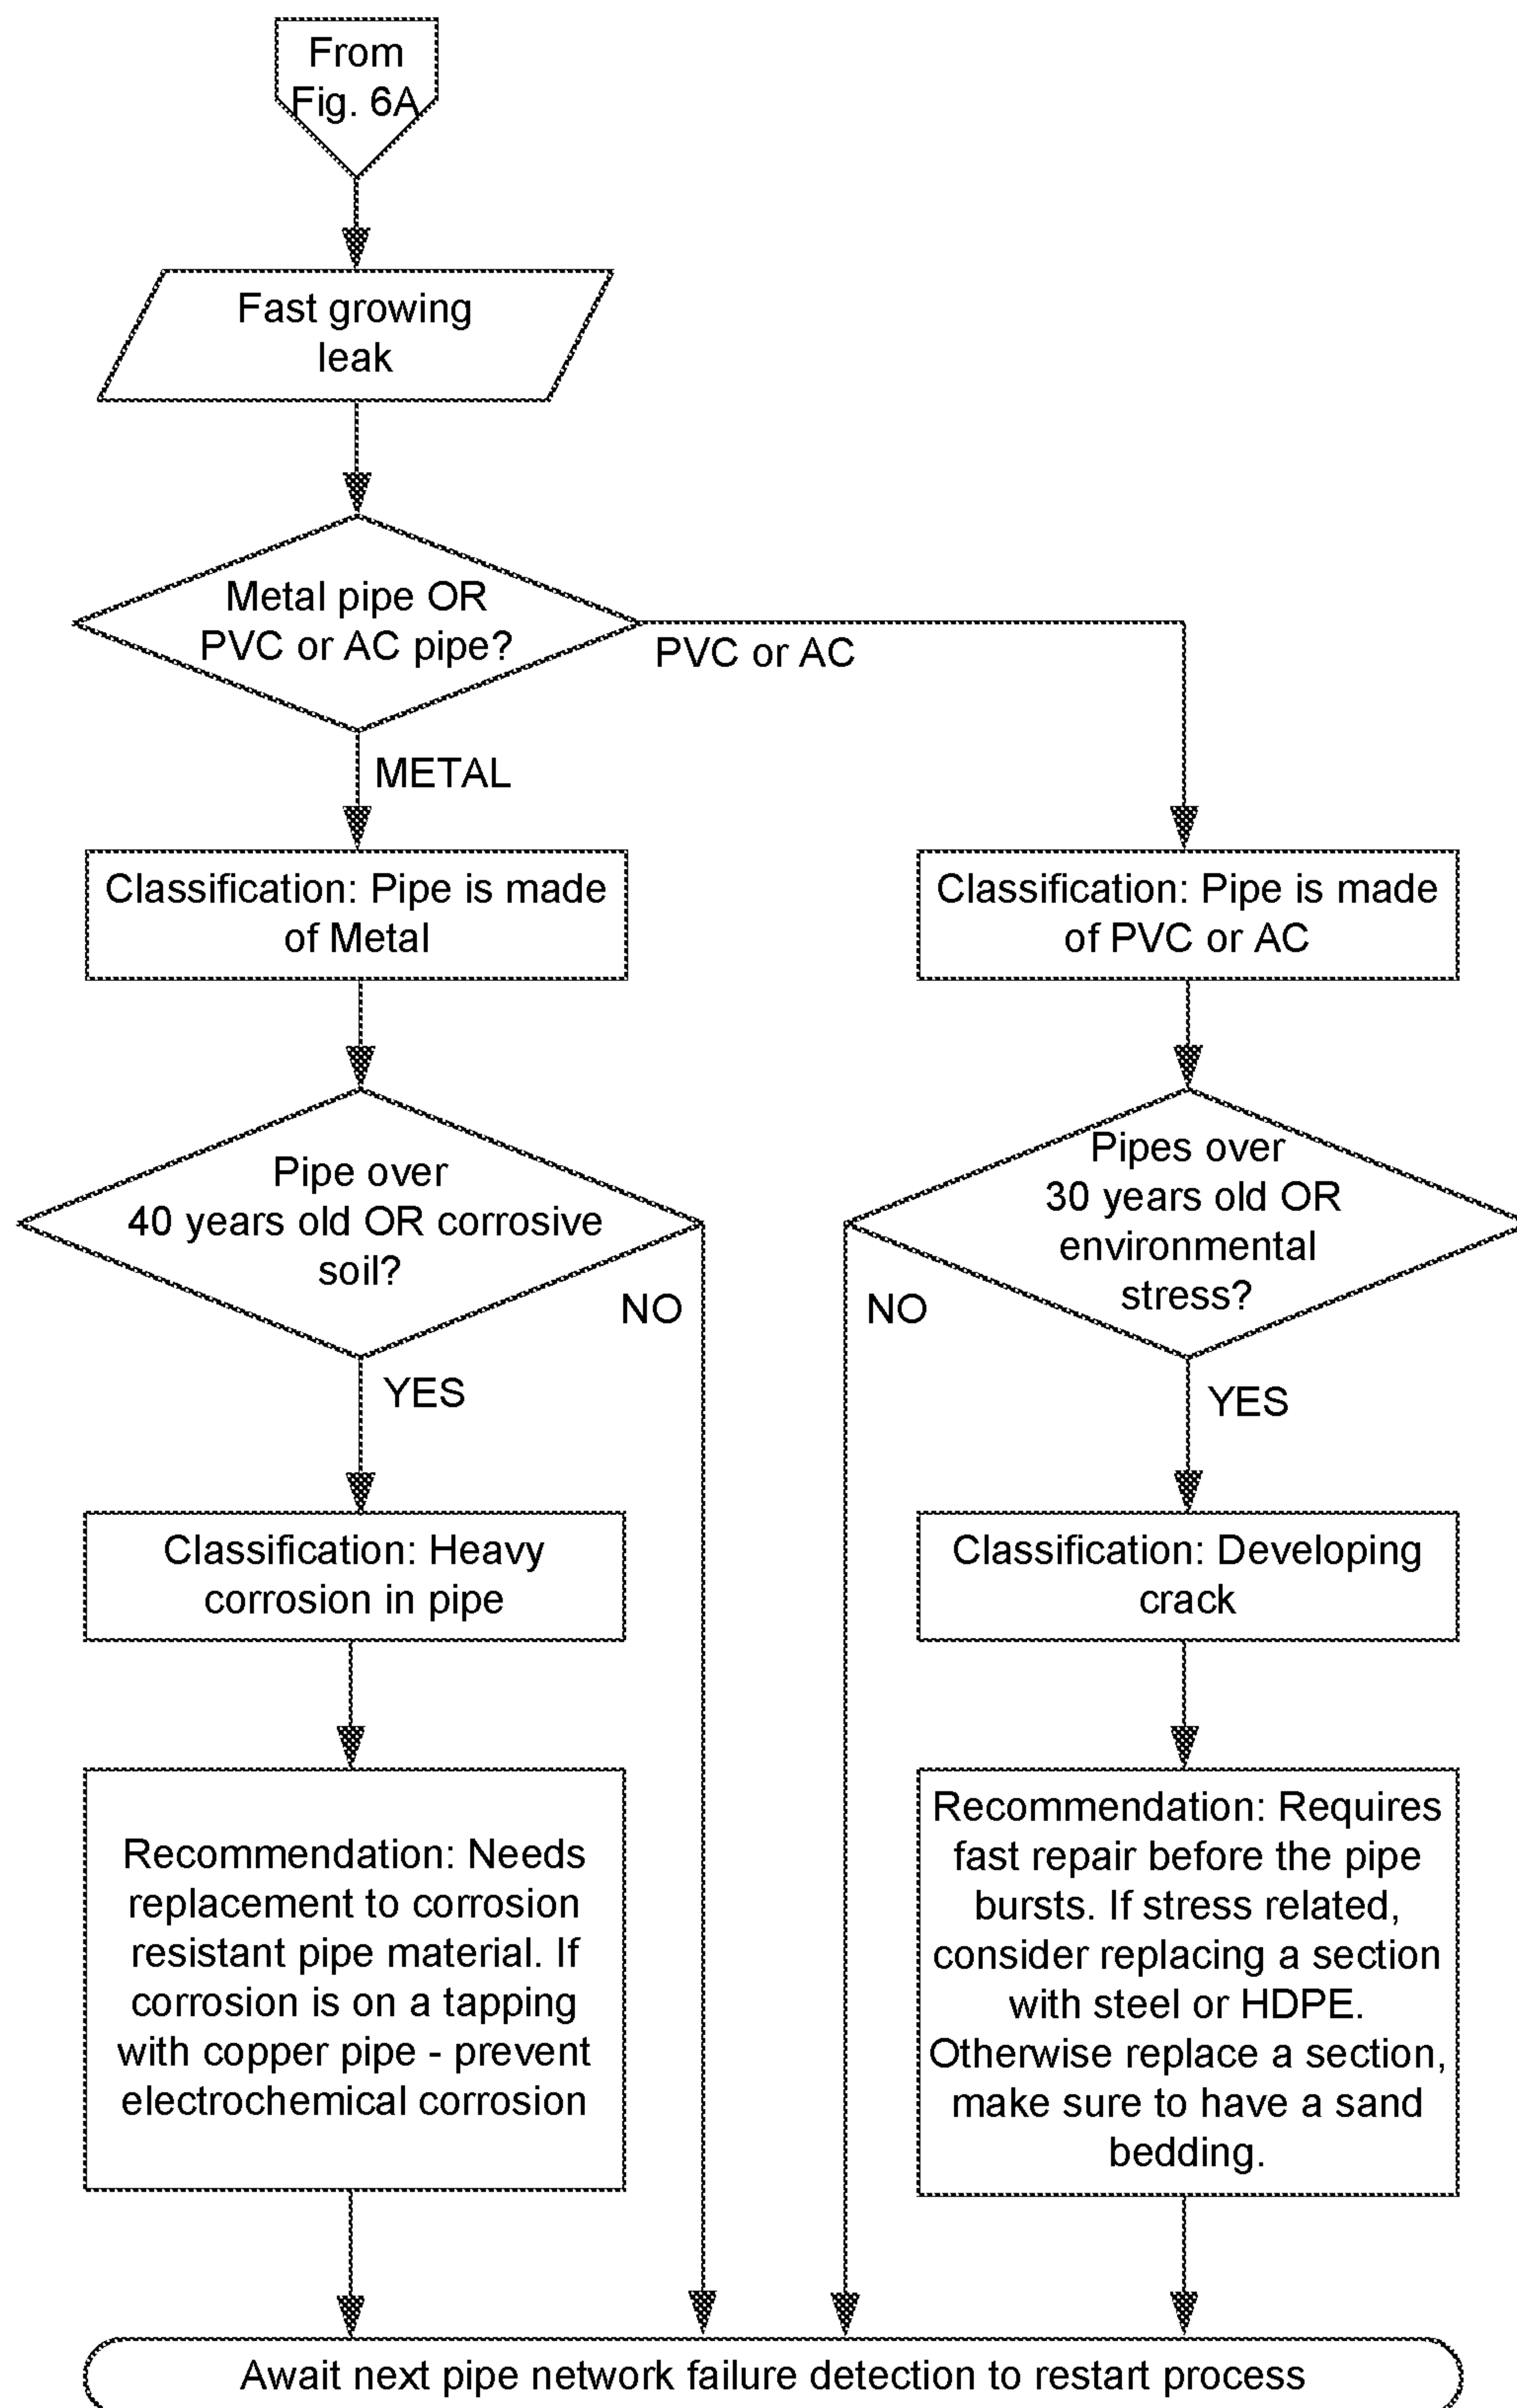 From
Fig. 6A
Fast growing
leak
Metal pipe OR
PVC or AC pipe?
PVC or AC
METAL
Classification: Pipe is made
of Metal
Classification: Pipe is made
of PVC or AC
Pipe over
40 years old OR corrosive
soil?
NO
YES
Pipes over
30 years old OR
environmental
stress?
NO
YES
Classification: Heavy
corrosion in pipe
Classification: Developing
crack
Recommendation: Needs
replacement to corrosion
resistant pipe material. If
corrosion is on a tapping
with copper pipe - prevent
electrochemical corrosion
Recommendation: Requires
fast repair before the pipe
bursts. If stress related,
consider replacing a section
with steel or HDPE.
Otherwise replace a section,
make sure to have a sand
bedding.
Await next pipe network failure detection to restart process